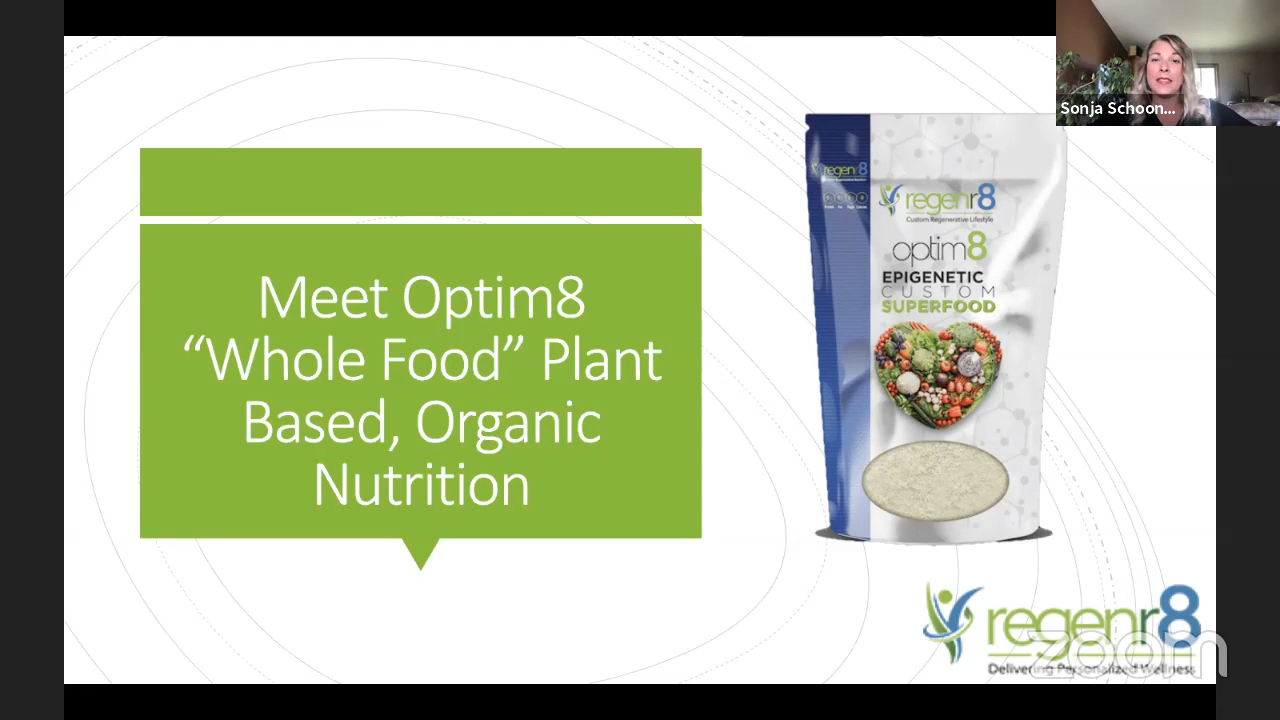 Sonja Schoon...
Meet Optim8
“Whole Food” Plant
Based, Organic
Nutrition
regenr8
regenr8
Custom Regenerative Lifestyle
optim8
EPIGENETIC
CUSTOM
SUPERFOOD
regenr8
Delivering Personalized Wellness
zoom